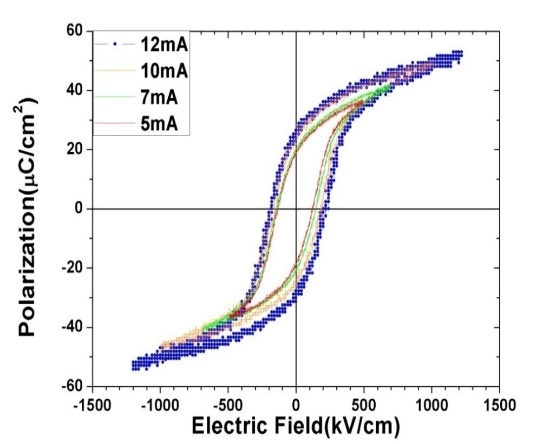 60
12mA
10mA
7mA
5mA
40
20
0
-20
-40
-60
Polarization(μC/cm²)
-1500 -1000 -500 0 500 1000 1500
Electric Field(kV/cm)